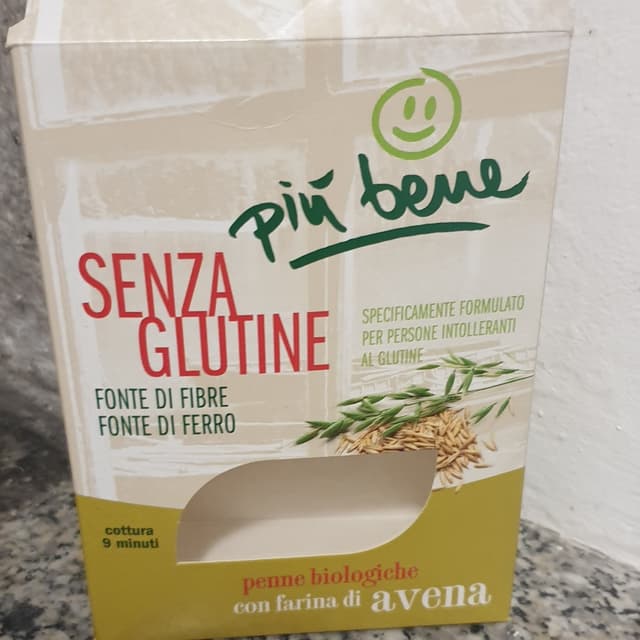 più bene
SENZA
GLUTINE
SPECIFICAMENTE FORMULATO
PER PERSONE INTOLLERANTI
AL GLUTINE
FONTE DI FIBRE
FONTE DI FERRO
cottura
9 minuti
penne biologiche
con farina di avena